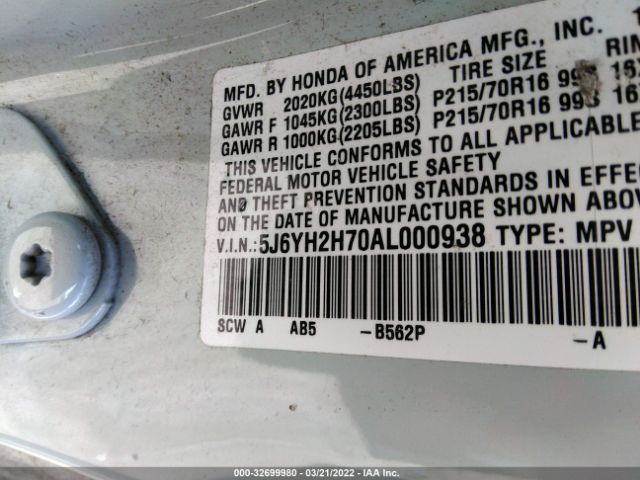 MFD. BY HONDA OF AMERICA MFG., INC.
GVWR 2020KG(4450LBS) TIRE SIZE RIM
GAWR F 1045KG(2300LBS) P215/70R16 16X
GAWR R 1000KG(2205LBS) P215/70R16 16X
THIS VEHICLE CONFORMS TO ALL APPLICABLE
FEDERAL MOTOR VEHICLE SAFETY
AND THEFT PREVENTION STANDARDS IN EFFEC
ON THE DATE OF MANUFACTURE SHOWN ABOV
V.I.N.:5J6YH2H70AL000938 TYPE: MPV
SCW A AB5 -B562P -A
000-32699980 - 03/21/2022 - IAA Inc.